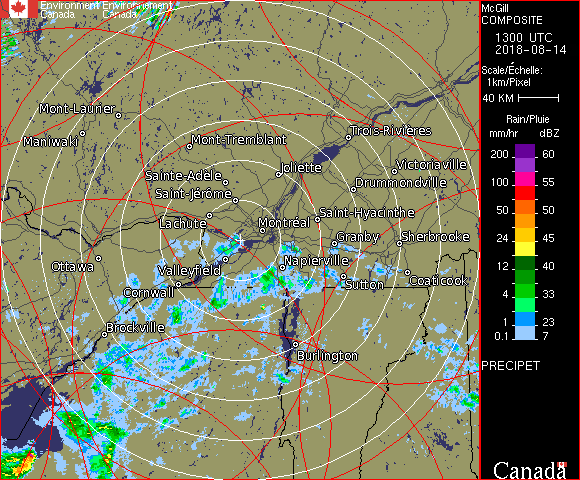 Environment Environnement
Canada Canada
Mont-Laurier
Maniwaki
Mont-Tremblant
Trois-Rivières
Joliette
Victoriaville
Sainte-Adèle
Drummondville
Saint-Jérôme
Saint-Hyacinthe
Lachute
Montréal
Granby
Sherbrooke
Ottawa
Valleyfield
Napierville
Cornwall
Sutton
Coaticook
Brockville
Burlington
McGill
COMPOSITE
1300 UTC
2018-08-14
Scale/Échelle:
1km/Pixel
40 KM
Rain/Pluie
mm/hr dBZ
200 60
100 55
50 50
24 45
12 40
4 33
1 23
0.1 7
PRECIPET
Canada